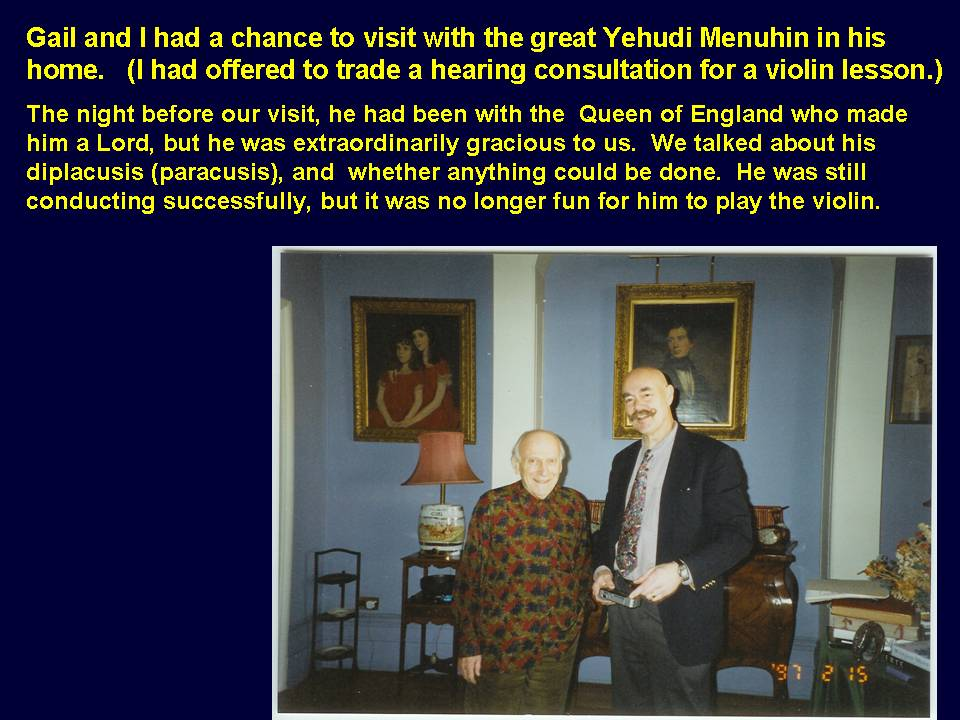 Gail and I had a chance to visit with the great Yehudi Menuhin in his
home. (I had offered to trade a hearing consultation for a violin lesson.)
The night before our visit, he had been with the Queen of England who made
him a Lord, but he was extraordinarily gracious to us. We talked about his
diplacusis (paracusis), and whether anything could be done. He was still
conducting successfully, but it was no longer fun for him to play the violin.
'97 2 15